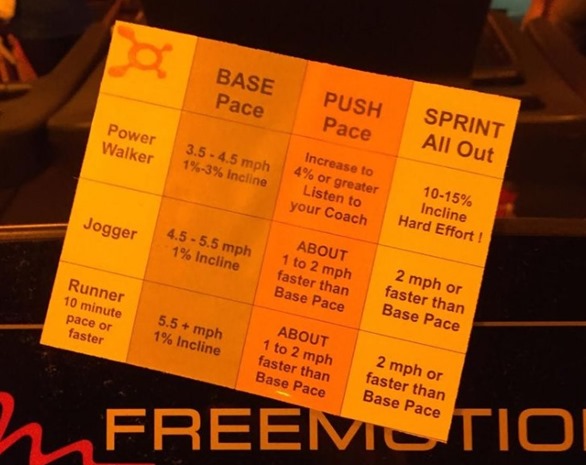 BASE
Pace
PUSH
Pace
SPRINT
All Out
Power
Walker
3.5 - 4.5 mph
1%-3% Incline
Increase to
4% or greater
Listen to
your Coach
10-15%
Incline
Hard Effort !
Jogger
4.5 - 5.5 mph
1% Incline
ABOUT
1 to 2 mph
faster than
Base Pace
2 mph or
faster than
Base Pace
Runner
10 minute
pace or
faster
5.5 + mph
1% Incline
ABOUT
1 to 2 mph
faster than
Base Pace
2 mph or
faster than
Base Pace
FREEMOTIO